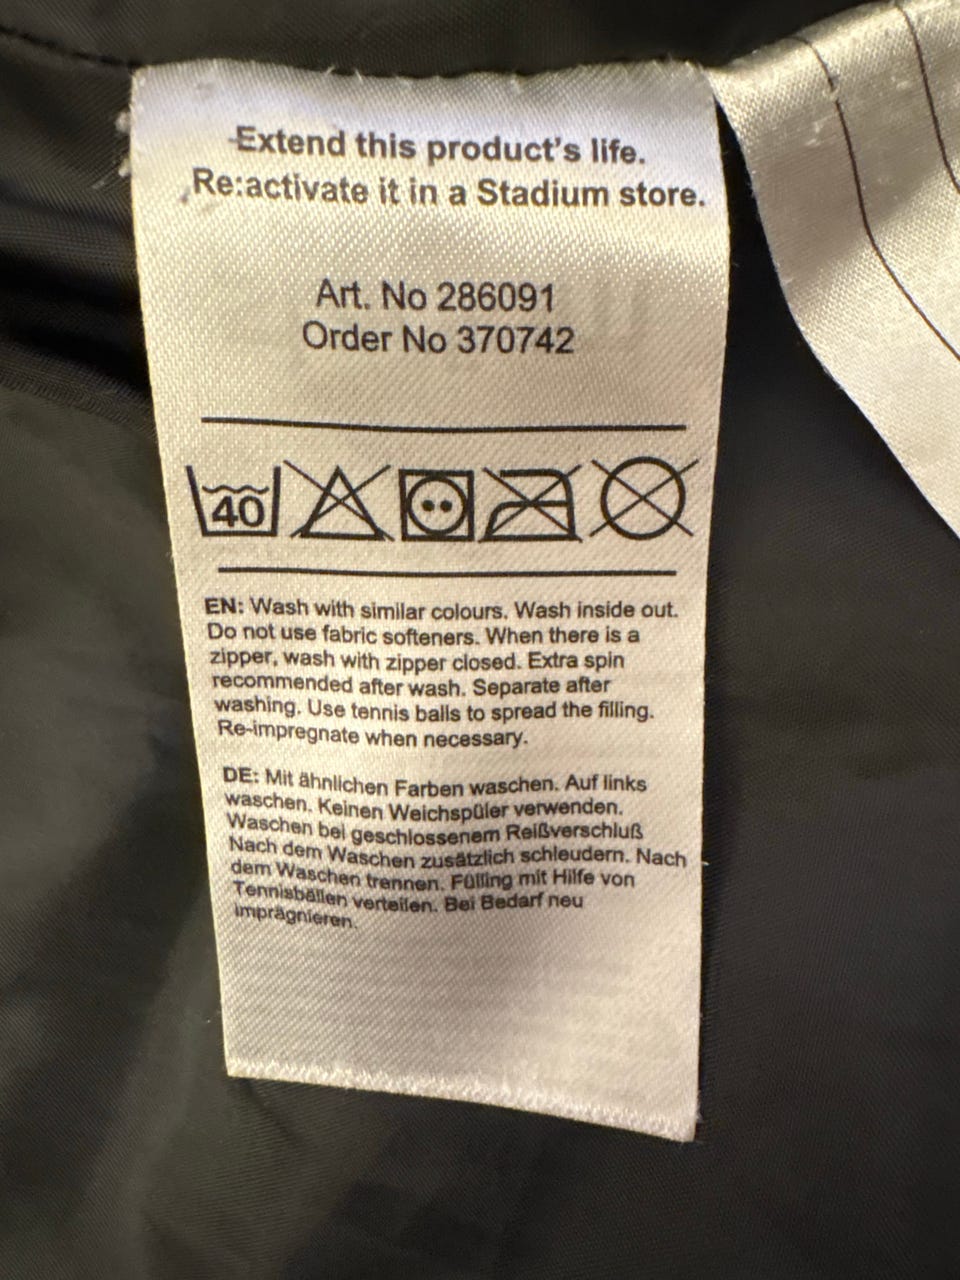 Extend this product's life.
Re:activate it in a Stadium store.
Art. No 286091
Order No 370742
40
EN: Wash with similar colours. Wash inside out.
Do not use fabric softeners. When there is a
zipper, wash with zipper closed. Extra spin
recommended after wash. Separate after
washing. Use tennis balls to spread the filling.
Re-impregnate when necessary.
DE: Mit ähnlichen Farben waschen. Auf links
waschen. Keinen Weichspüler verwenden.
Waschen bei geschlossenem Reißverschluß
Nach dem Waschen zusätzlich schleudern. Nach
dem Waschen trennen. Fülling mit Hilfe von
Tennisbällen verteilen. Bei Bedarf neu
imprägnieren.